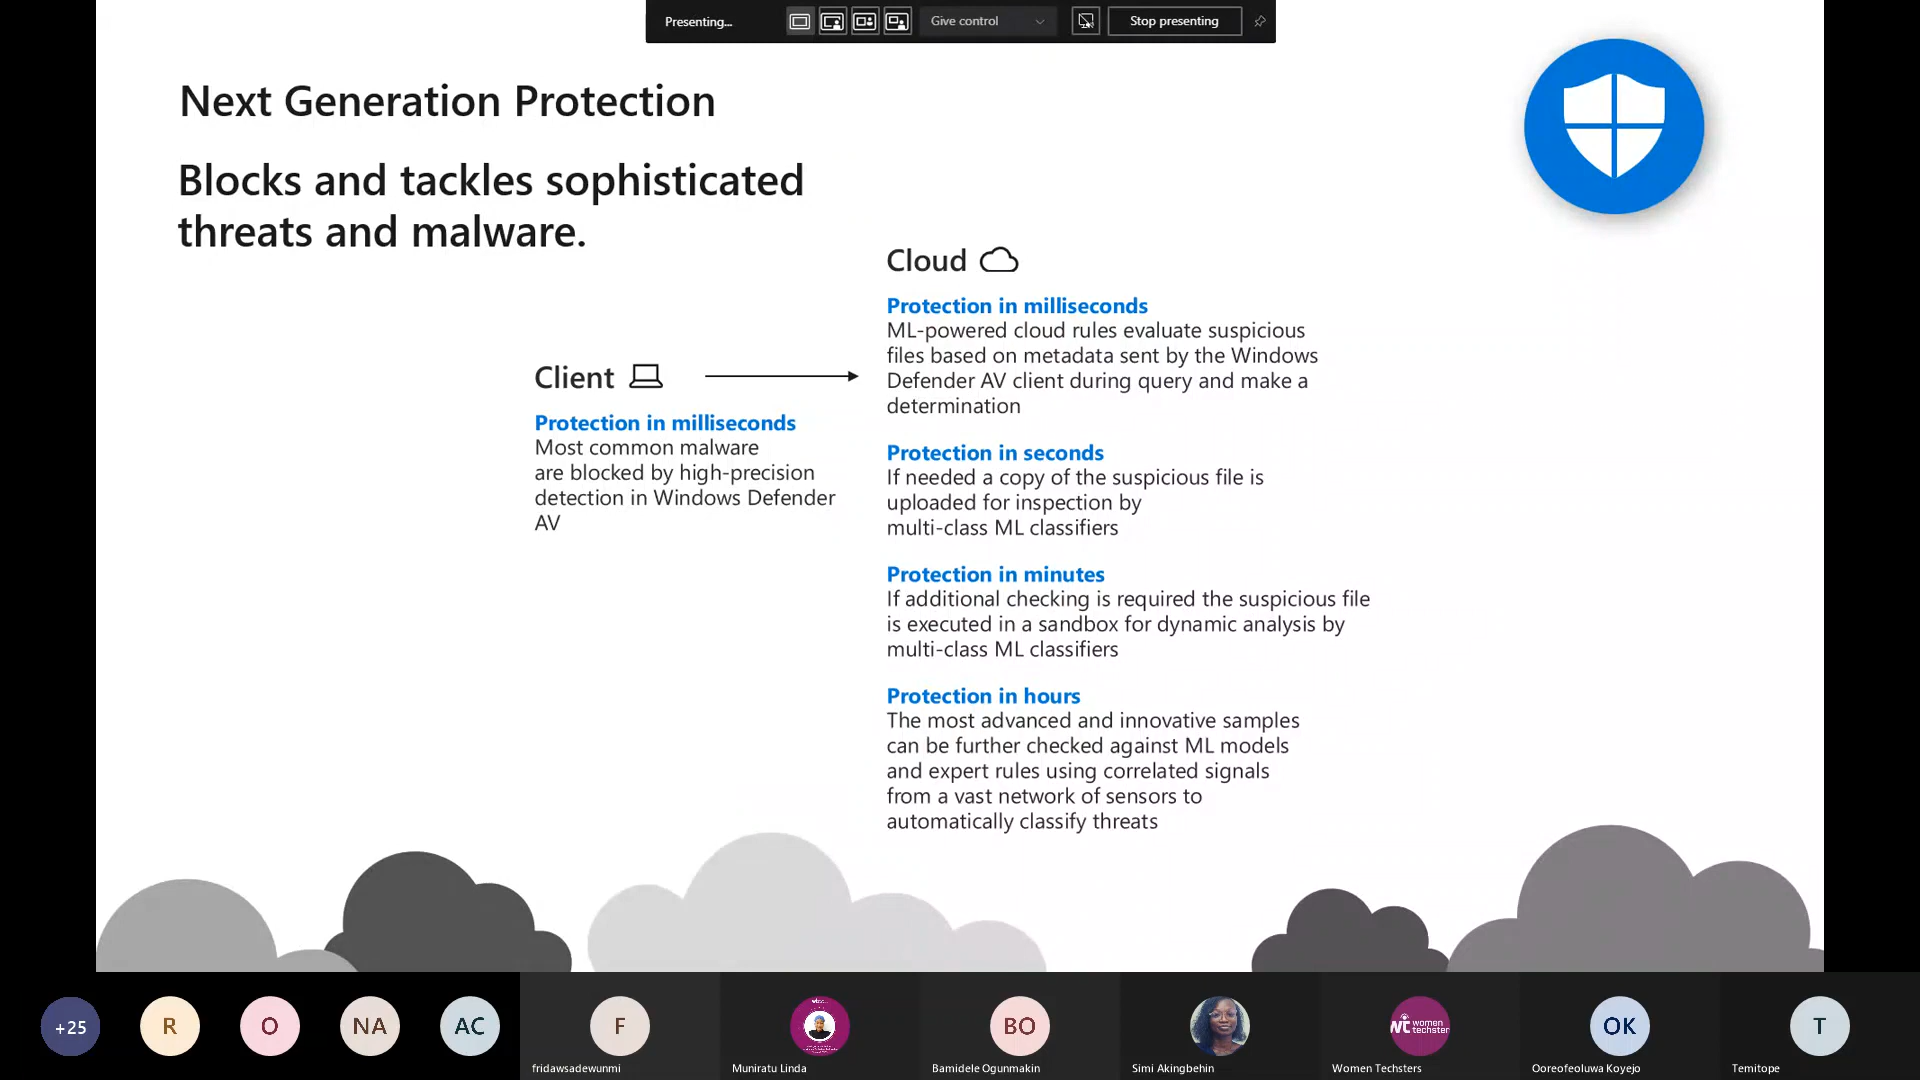 Presenting...
Give control
Stop presenting
Next Generation Protection
Blocks and tackles sophisticated
threats and malware.
Cloud
Protection in milliseconds
ML-powered cloud rules evaluate suspicious
files based on metadata sent by the Windows
Defender AV client during query and make a
determination
Client
Protection in milliseconds
Most common malware
are blocked by high-precision
detection in Windows Defender
AV
Protection in seconds
If needed a copy of the suspicious file is
uploaded for inspection by
multi-class ML classifiers
Protection in minutes
If additional checking is required the suspicious file
is executed in a sandbox for dynamic analysis by
multi-class ML classifiers
Protection in hours
The most advanced and innovative samples
can be further checked against ML models
and expert rules using correlated signals
from a vast network of sensors to
automatically classify threats
+25
R
O
NA
AC
F
BO
women
techster
OK
T
fridawsadewunmi
Muniratu Linda
Bamidele Ogunmakin
Simi Akingbehin
Women Techsters
Ooreofeoluwa Koyejo
Temitope